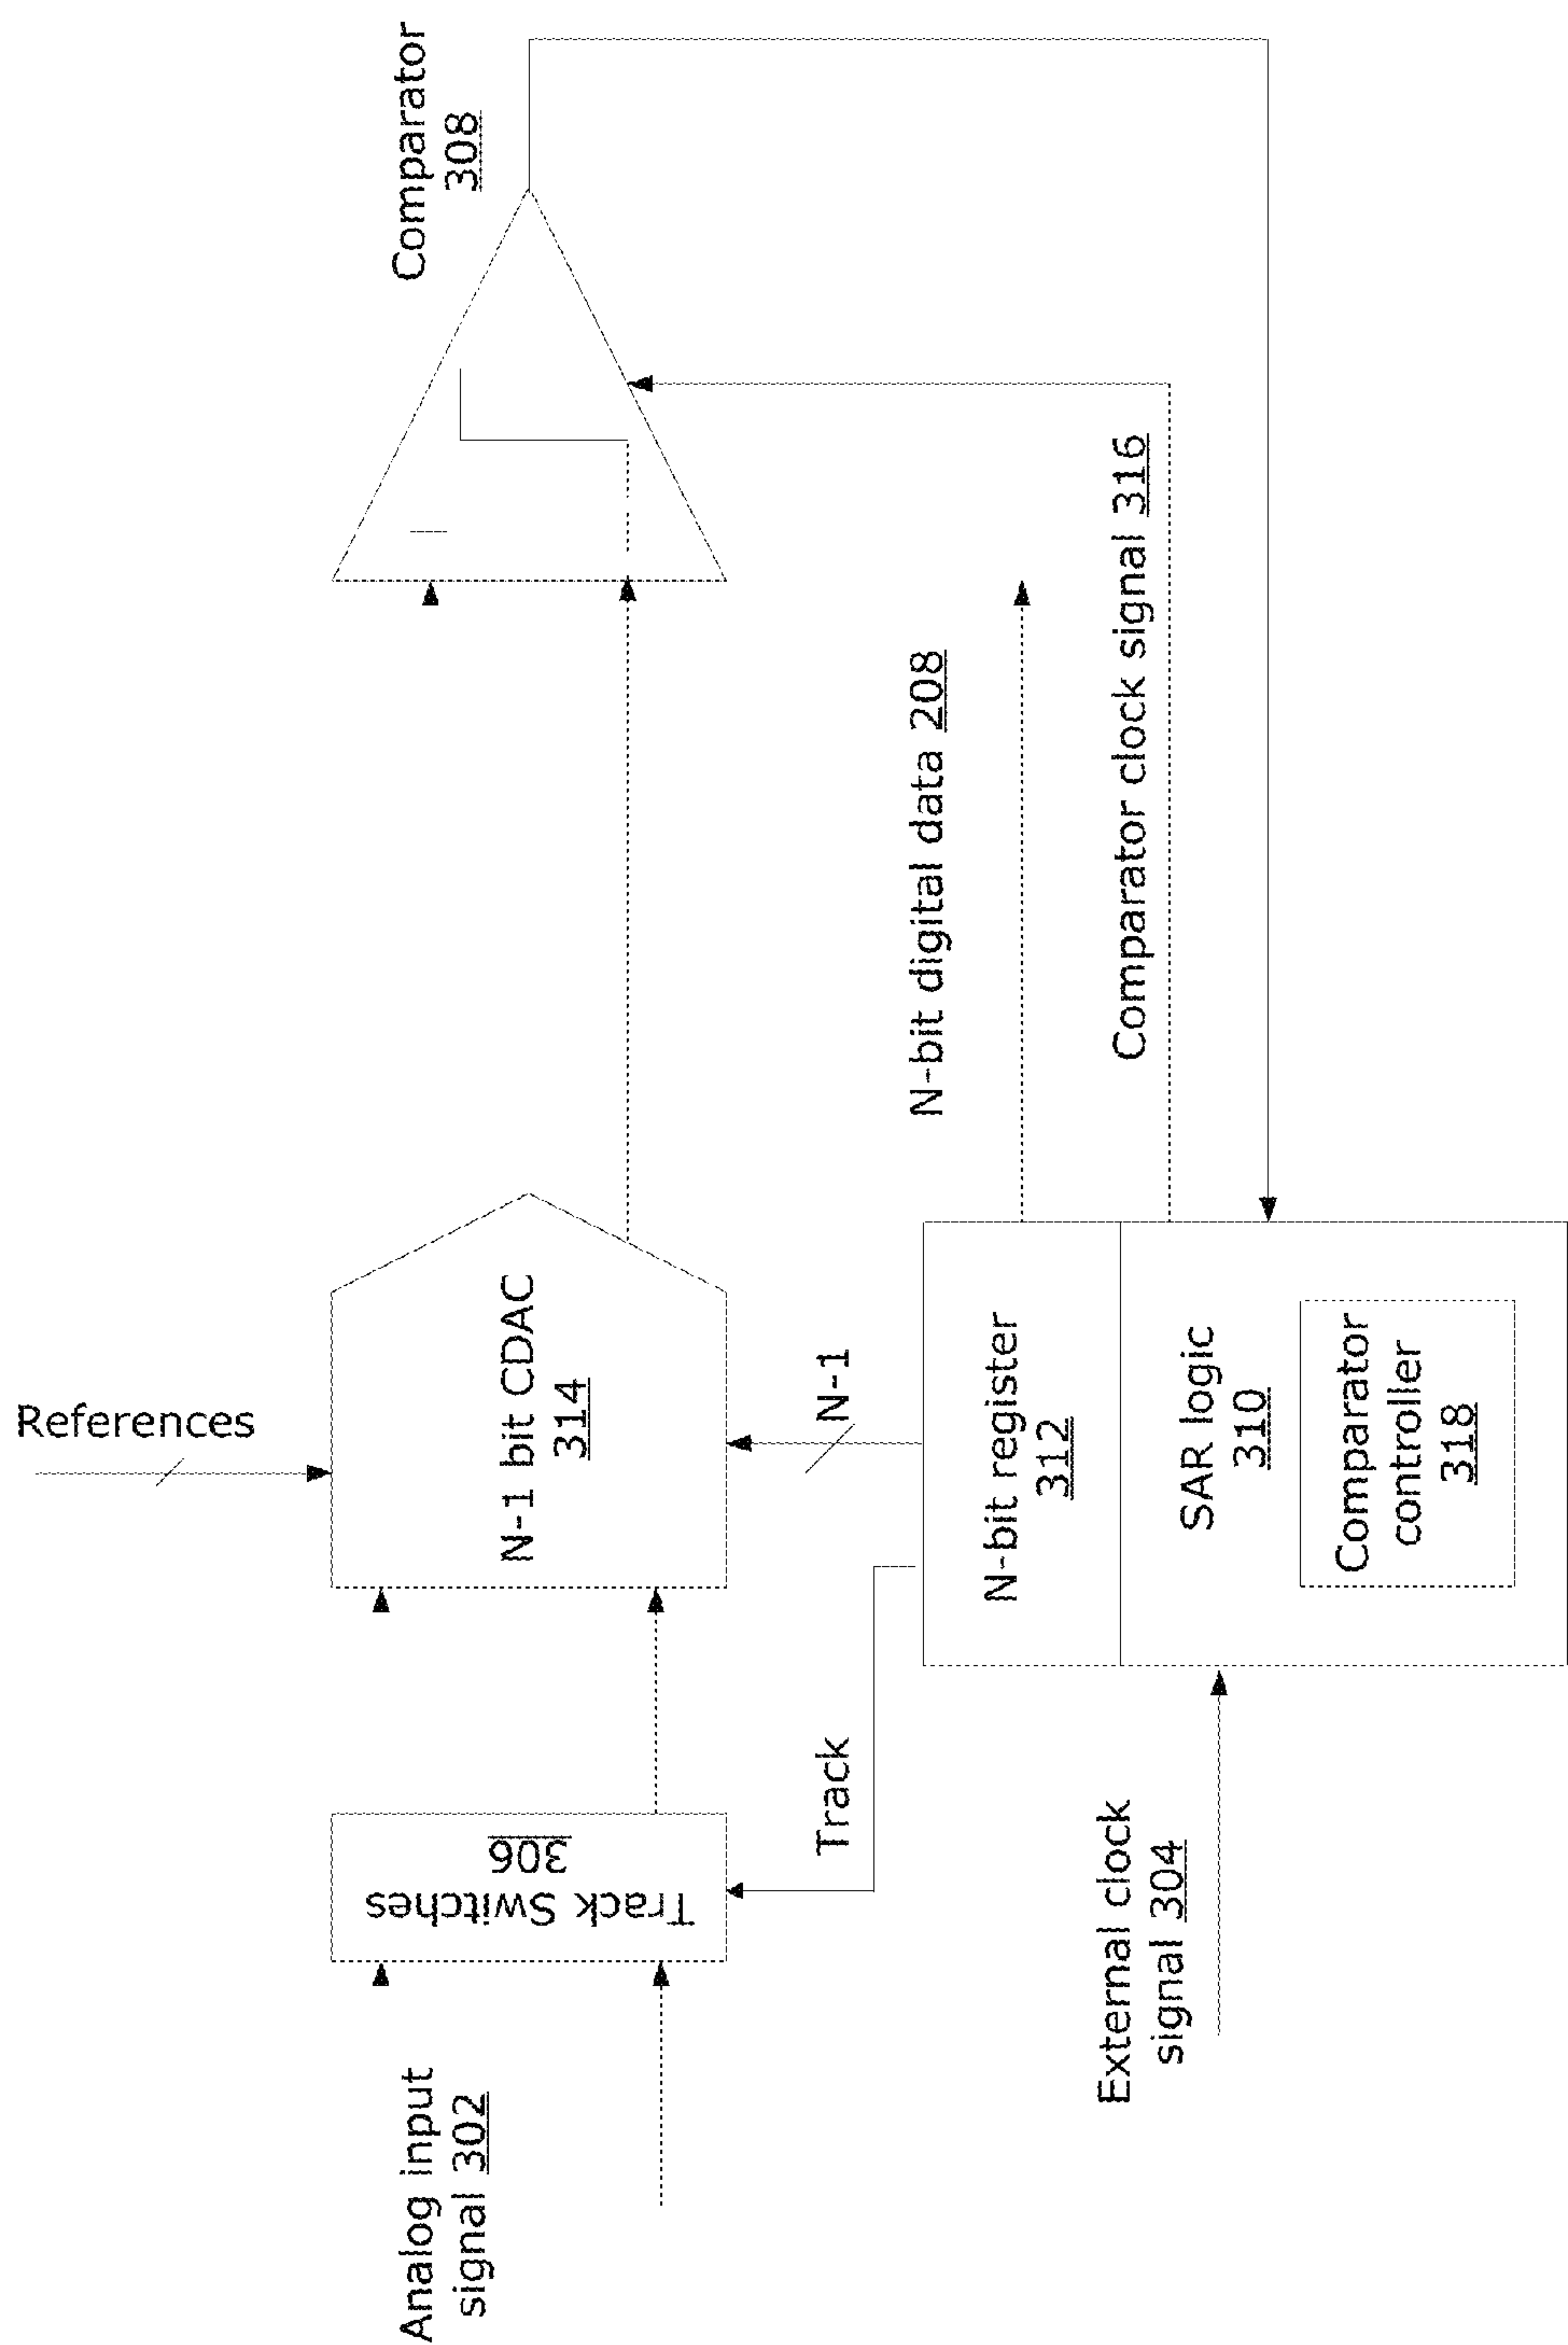 References
Comparator
308
N-1 bit CDAC
314
Track Switches
306
Analog input
signal 302
Track
N-1
N-bit digital data 208
N-bit register
312
Comparator clock signal 316
SAR logic
310
External clock
signal 304
Comparator
controller
318